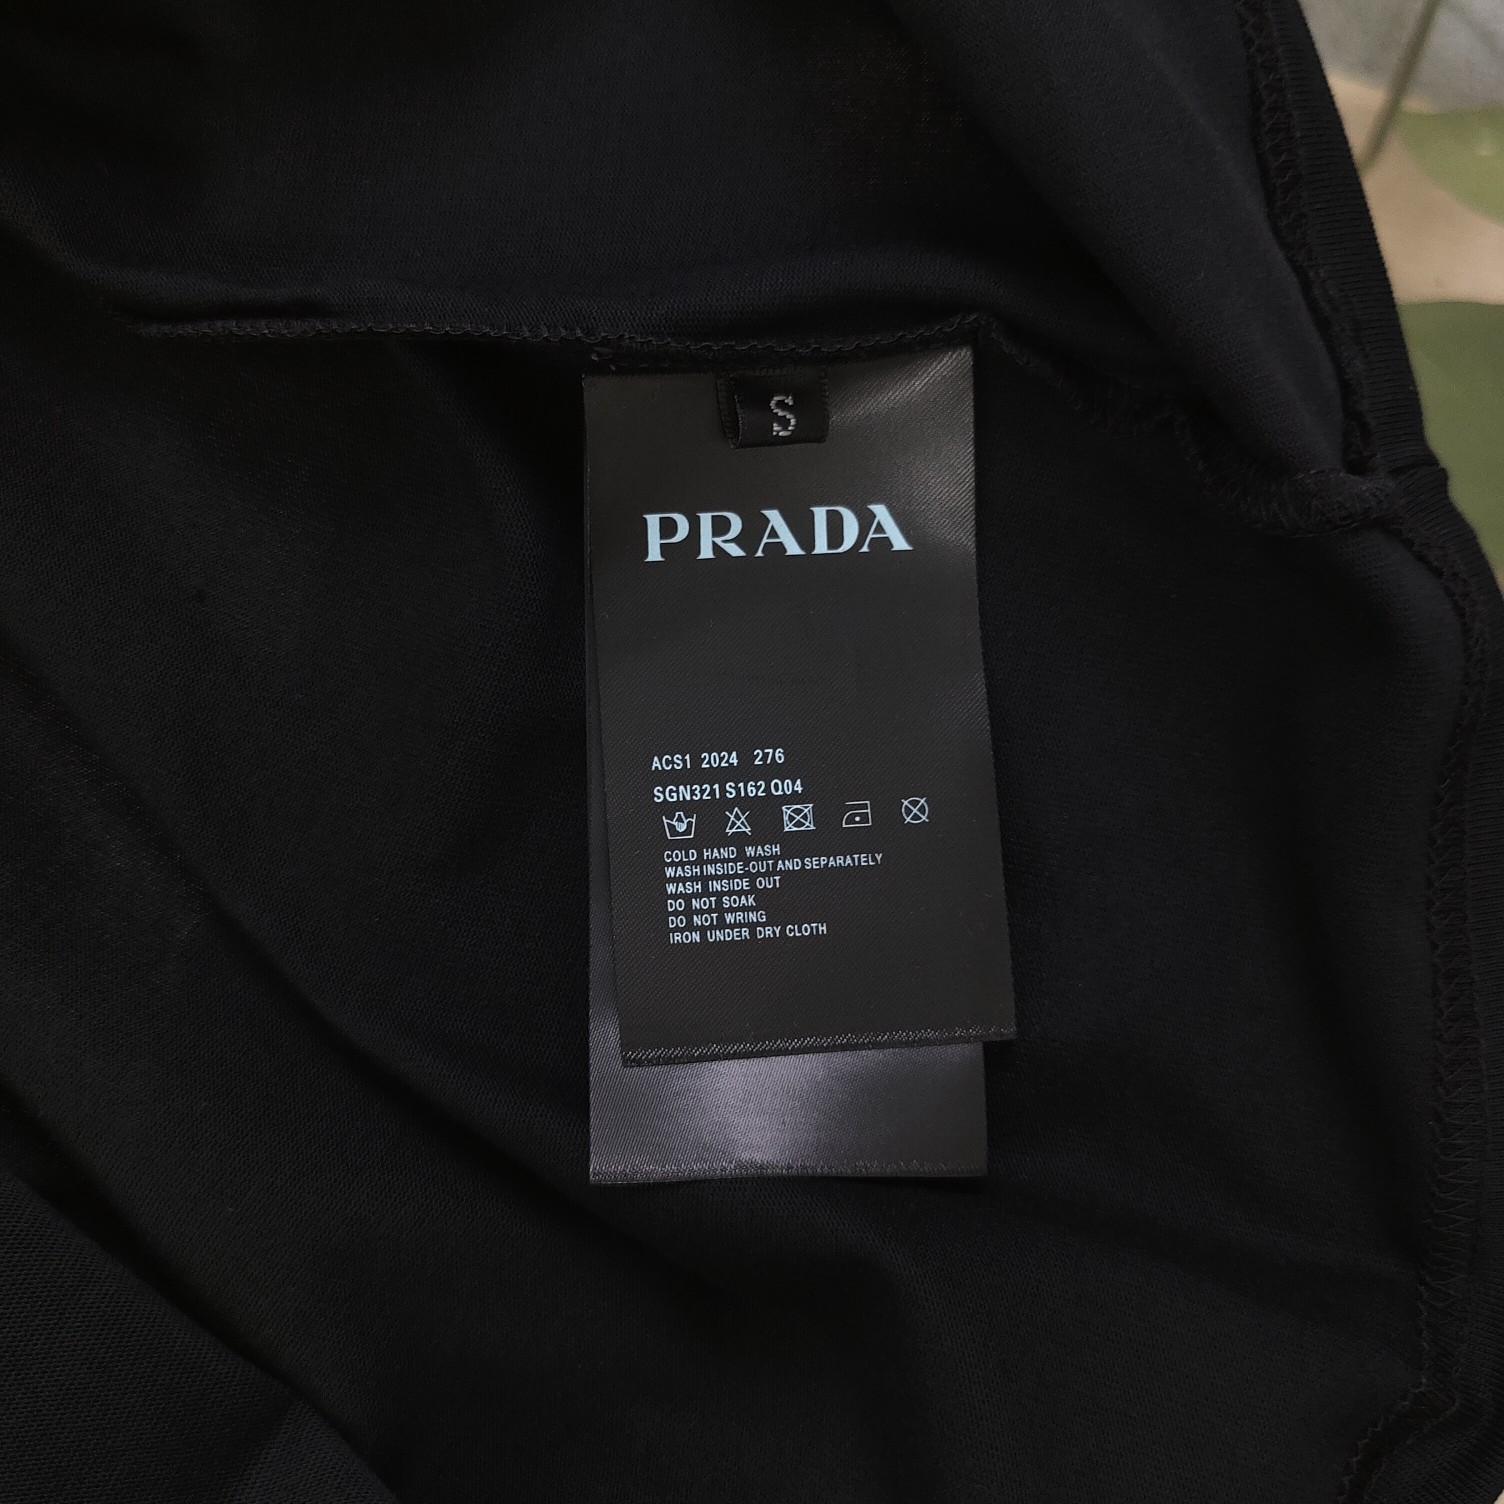 S
PRADA
ACS1 2024 276
SGN321 S162 Q04
COLD HAND WASH
WASH INSIDE-OUT AND SEPARATELY
WASH INSIDE OUT
DO NOT SOAK
DO NOT WRING
IRON UNDER DRY CLOTH